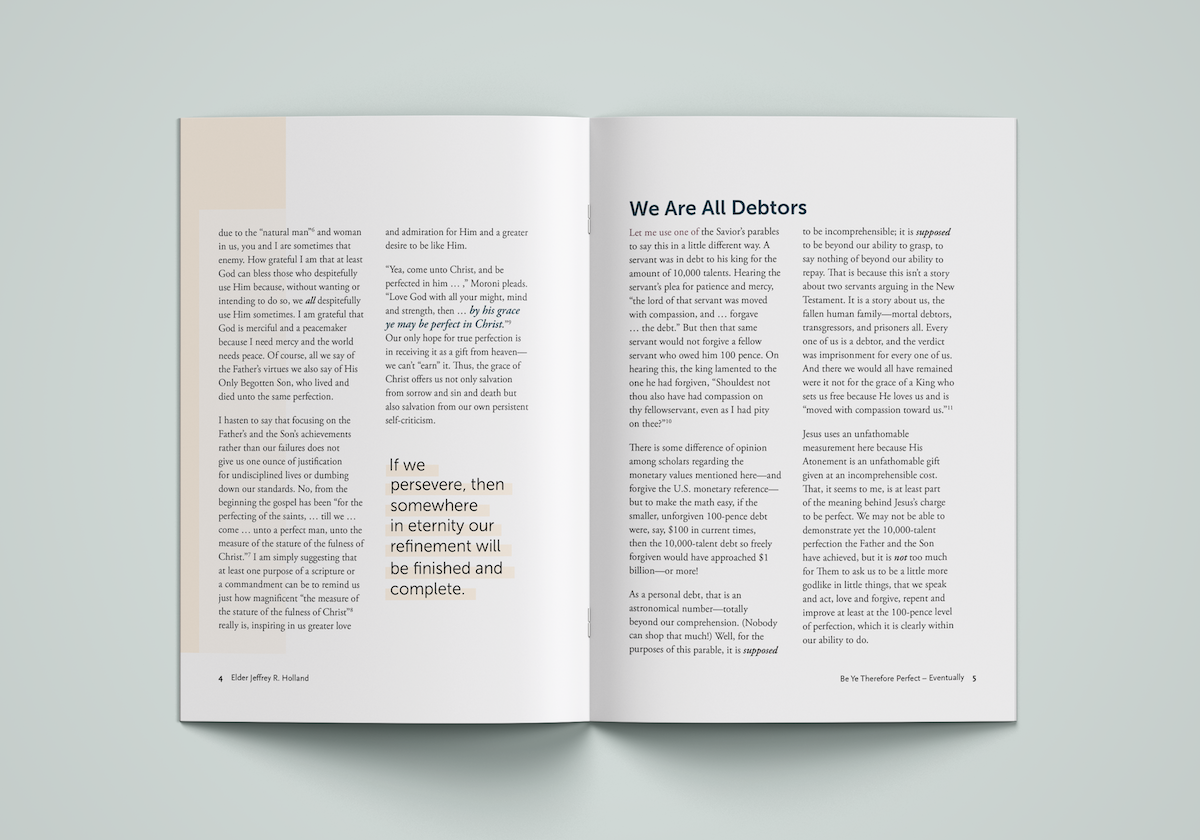 due to the “natural man”⁶ and woman
in us, you and I are sometimes that
enemy. How grateful I am that at least
God can bless those who despitefully
use Him because, without wanting or
intending to do so, we all despitefully
use Him sometimes. I am grateful that
God is merciful and a peacemaker
because I need mercy and the world
needs peace. Of course, all we say of
the Father’s virtues we also say of His
Only Begotten Son, who lived and
died unto the same perfection.
I hasten to say that focusing on the
Father’s and the Son’s achievements
rather than our failures does not
give us one ounce of justification
for undisciplined lives or dumbing
down our standards. No, from the
beginning the gospel has been “for the
perfecting of the saints, … till we …
come … unto a perfect man, unto the
measure of the stature of the fulness of
Christ.”⁷ I am simply suggesting that
at least one purpose of a scripture or
a commandment can be to remind us
just how magnificent “the measure of
the stature of the fulness of Christ”⁸
really is, inspiring in us greater love
and admiration for Him and a greater
desire to be like Him.
“Yea, come unto Christ, and be
perfected in him … ,” Moroni pleads.
“Love God with all your might, mind
and strength, then … by his grace
ye may be perfect in Christ.”⁹
Our only hope for true perfection is
in receiving it as a gift from heaven—
we can’t “earn” it. Thus, the grace of
Christ offers us not only salvation
from sorrow and sin and death but
also salvation from our own persistent
self-criticism.
If we
persevere, then
somewhere
in eternity our
refinement will
be finished and
complete.
4 Elder Jeffrey R. Holland
We Are All Debtors
Let me use one of the Savior’s parables
to say this in a little different way. A
servant was in debt to his king for the
amount of 10,000 talents. Hearing the
servant’s plea for patience and mercy,
“the lord of that servant was moved
with compassion, and … forgave
… the debt.” But then that same
servant would not forgive a fellow
servant who owed him 100 pence. On
hearing this, the king lamented to the
one he had forgiven, “Shouldest not
thou also have had compassion on
thy fellowservant, even as I had pity
on thee?”¹⁰
There is some difference of opinion
among scholars regarding the
monetary values mentioned here—and
forgive the U.S. monetary reference—
but to make the math easy, if the
smaller, unforgiven 100-pence debt
were, say, $100 in current times,
then the 10,000-talent debt so freely
forgiven would have approached $1
billion—or more!
As a personal debt, that is an
astronomical number—totally
beyond our comprehension. (Nobody
can shop that much!) Well, for the
purposes of this parable, it is supposed
to be incomprehensible; it is supposed
to be beyond our ability to grasp, to
say nothing of beyond our ability to
repay. That is because this isn’t a story
about two servants arguing in the New
Testament. It is a story about us, the
fallen human family—mortal debtors,
transgressors, and prisoners all. Every
one of us is a debtor, and the verdict
was imprisonment for every one of us.
And there we would all have remained
were it not for the grace of a King who
sets us free because He loves us and is
“moved with compassion toward us.”¹¹
Jesus uses an unfathomable
measurement here because His
Atonement is an unfathomable gift
given at an incomprehensible cost.
That, it seems to me, is at least part
of the meaning behind Jesus’s charge
to be perfect. We may not be able to
demonstrate yet the 10,000-talent
perfection the Father and the Son
have achieved, but it is not too much
for Them to ask us to be a little more
godlike in little things, that we speak
and act, love and forgive, repent and
improve at least at the 100-pence level
of perfection, which it is clearly within
our ability to do.
Be Ye Therefore Perfect – Eventually 5